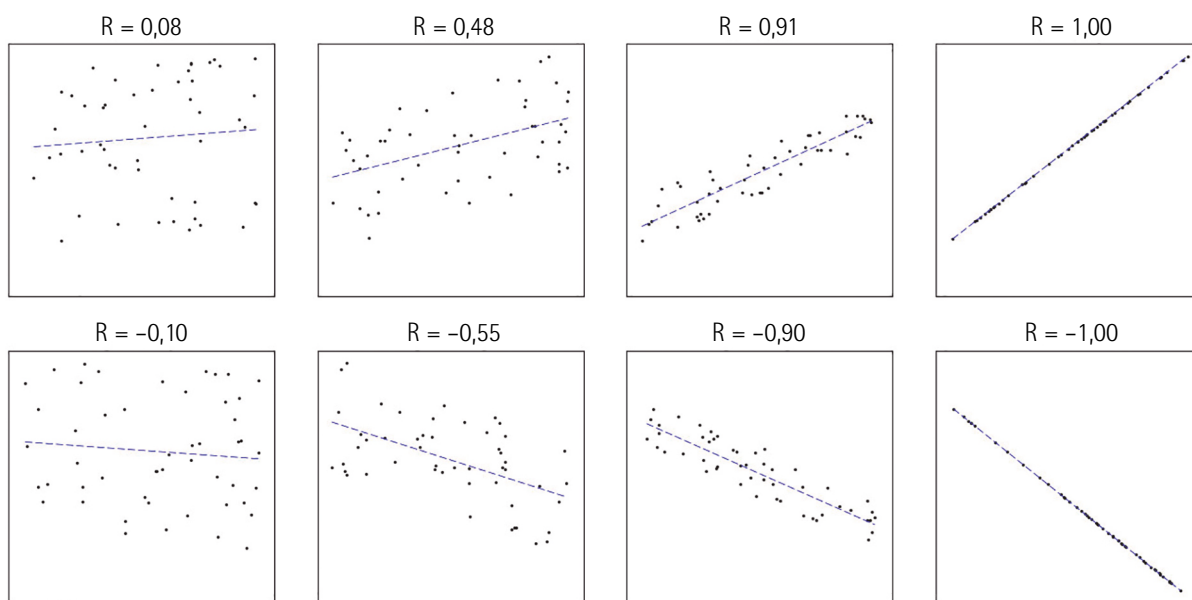 R = 0,08 R = 0,48 R = 0,91 R = 1,00
R = –0,10 R = –0,55 R = –0,90 R = –1,00